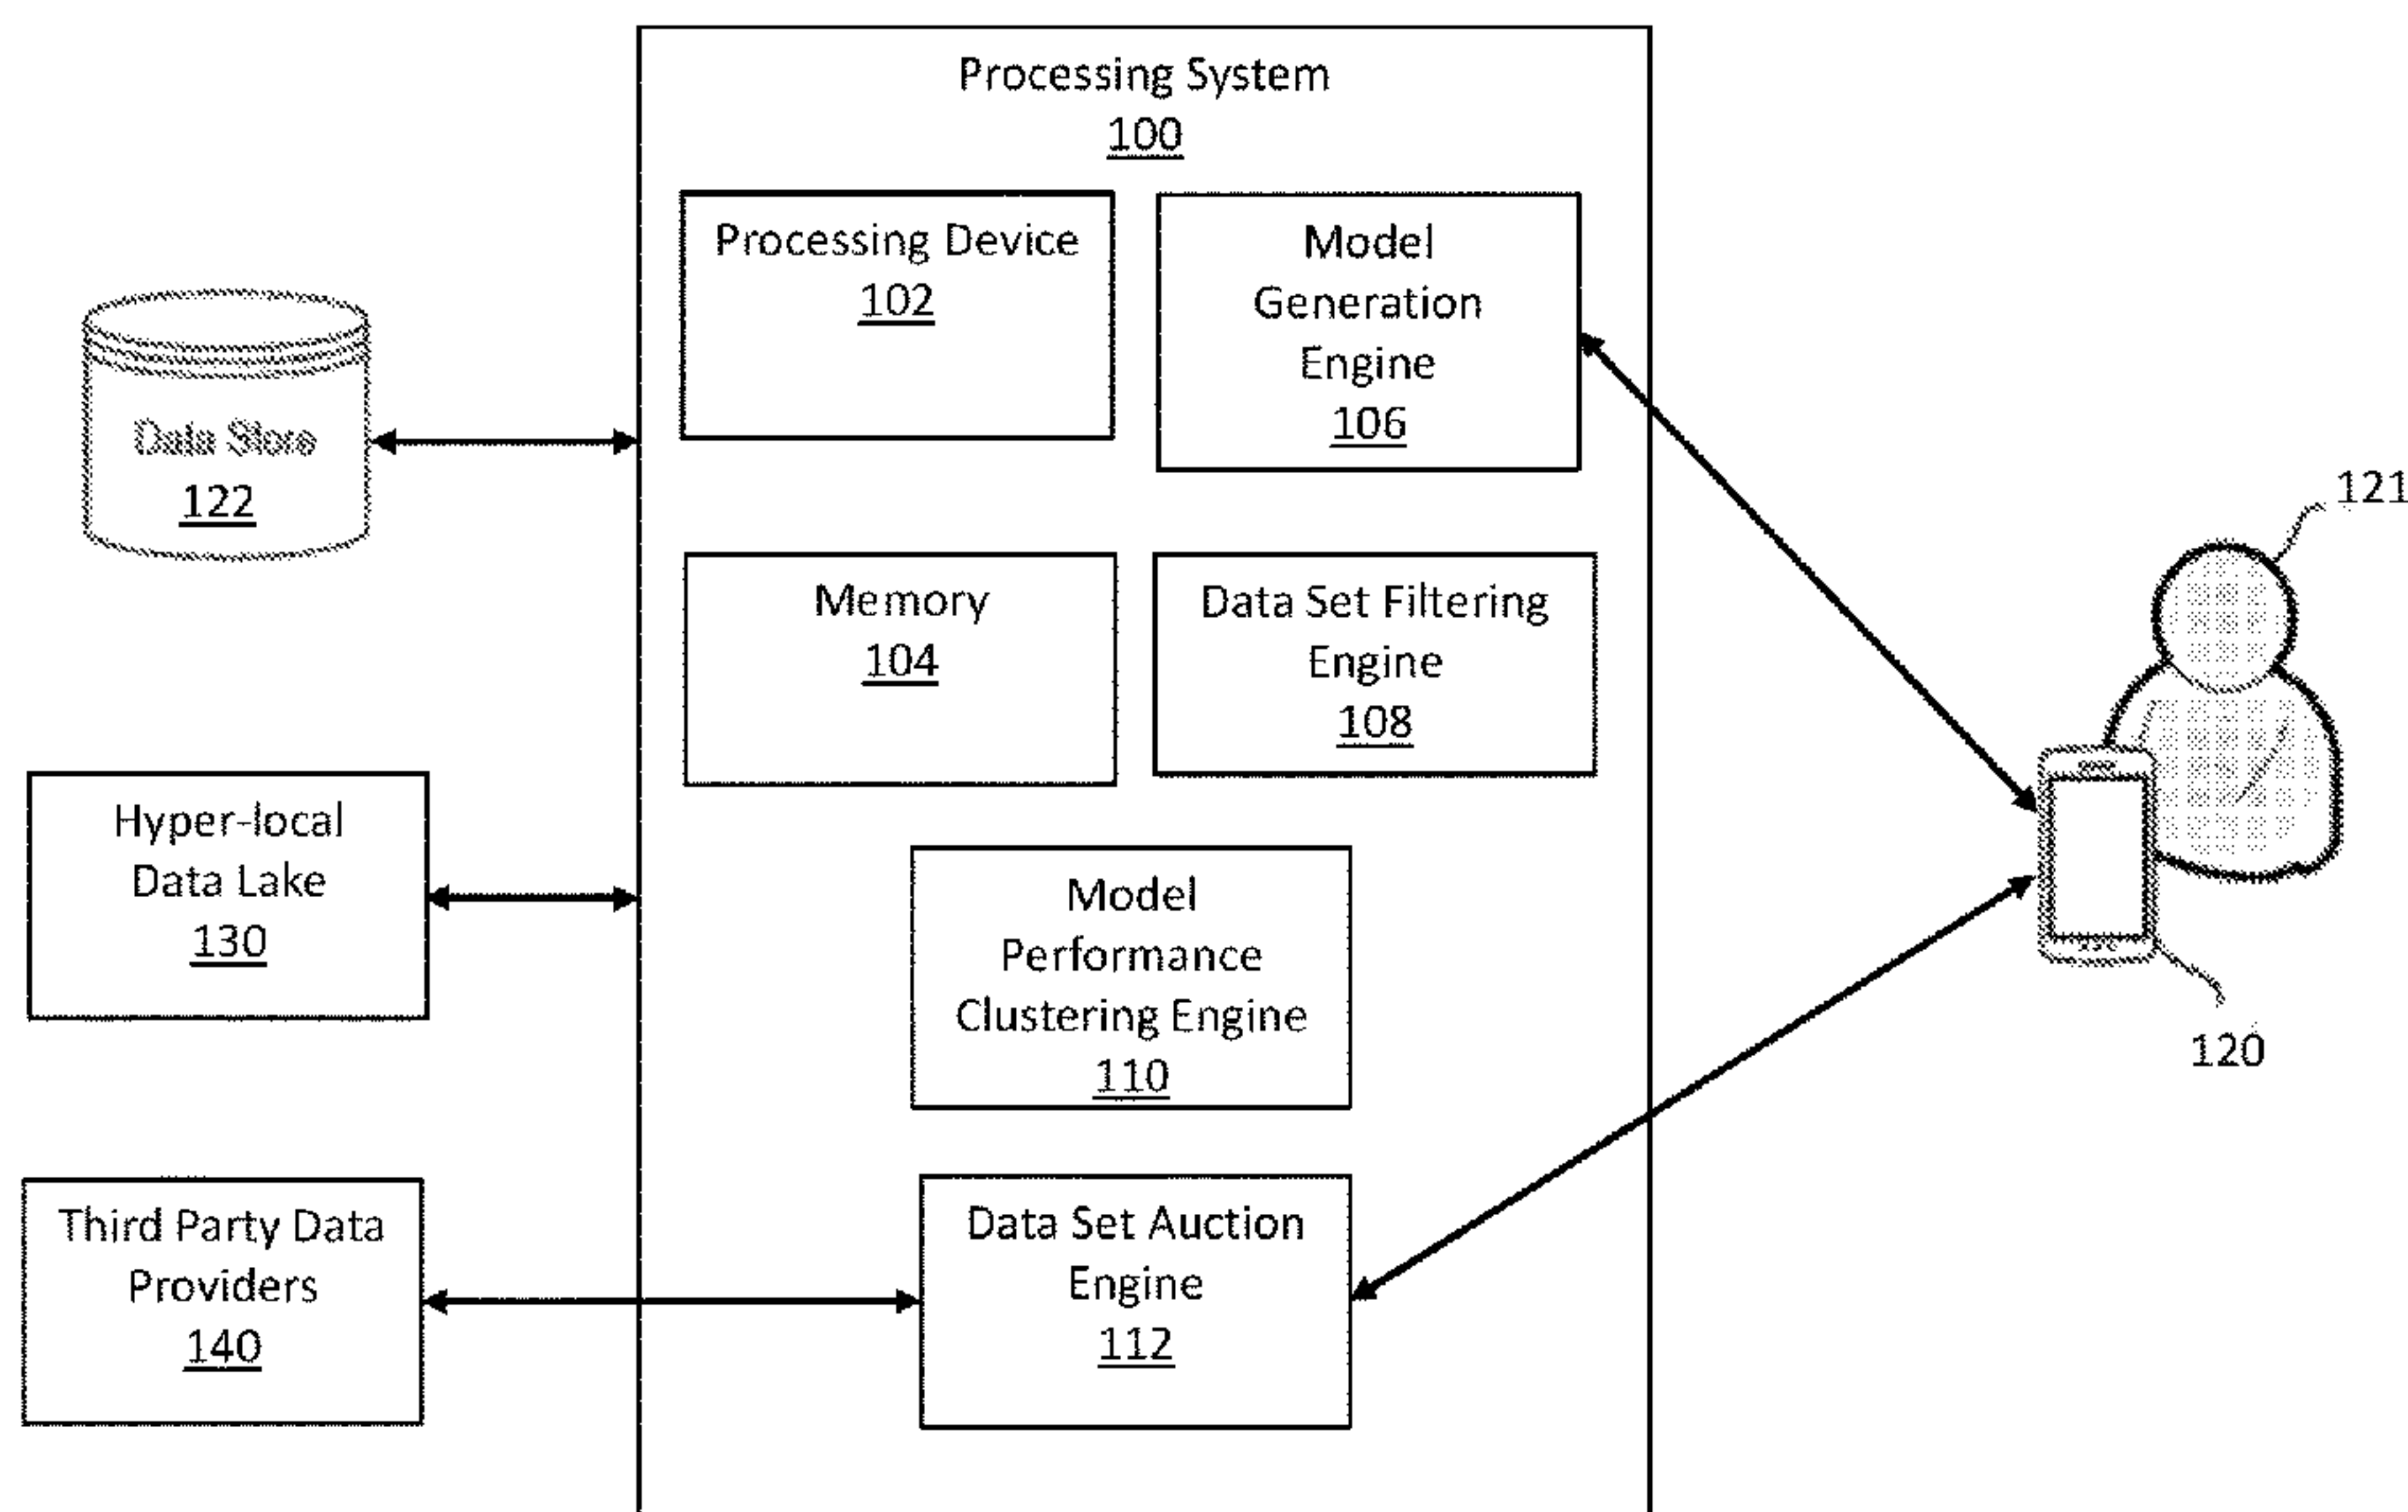 Processing System
100
Processing Device
102
Model
Generation
Engine
106
Data Store
122
121
Memory
104
Data Set Filtering
Engine
108
Hyper-local
Data Lake
130
Model
Performance
Clustering Engine
110
120
Third Party Data
Providers
140
Data Set Auction
Engine
112